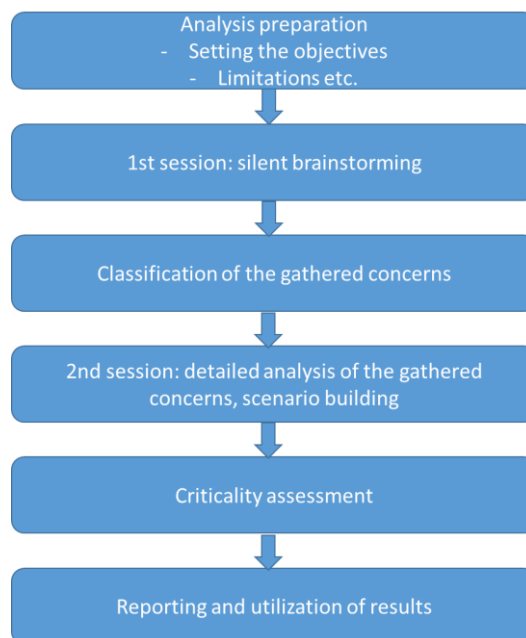 Analysis preparation
- Setting the objectives
- Limitations etc.
1st session: silent brainstorming
Classification of the gathered concerns
2nd session: detailed analysis of the gathered
concerns, scenario building
Criticality assessment
Reporting and utilization of results